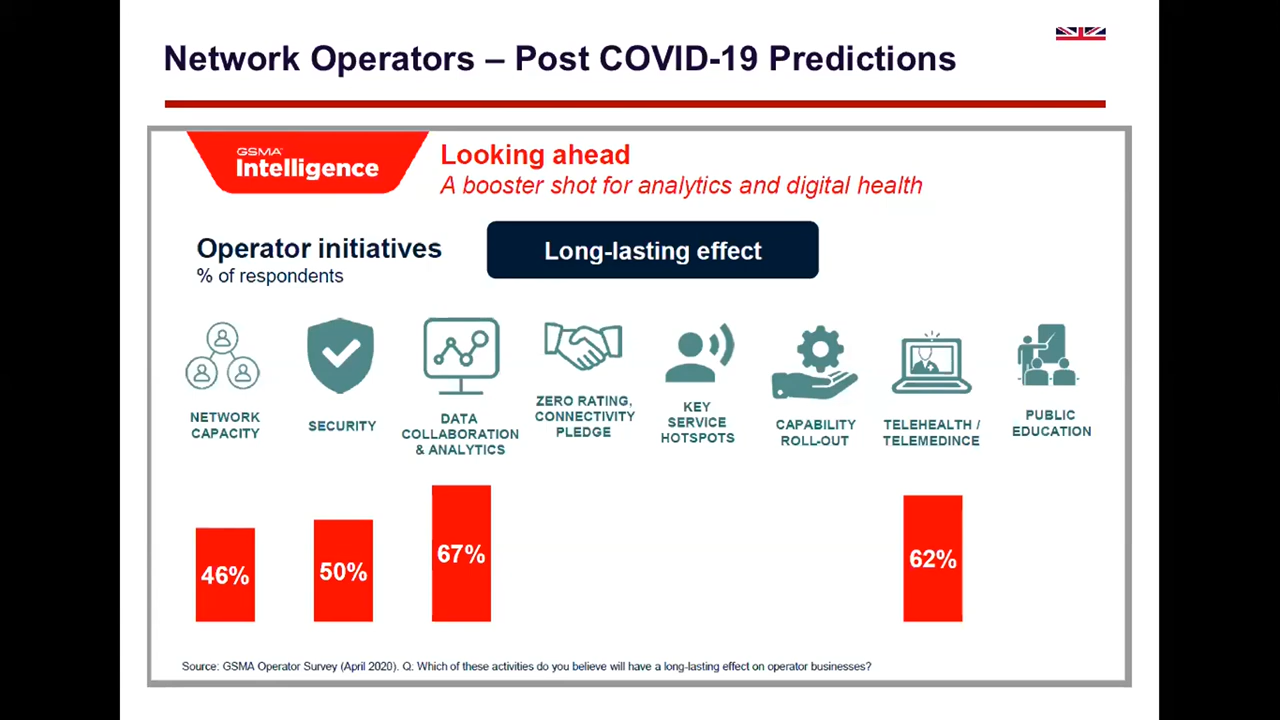 Network Operators – Post COVID-19 Predictions
GSMA™
Intelligence
Looking ahead
A booster shot for analytics and digital health
Operator initiatives
% of respondents
Long-lasting effect
NETWORK
CAPACITY
SECURITY
DATA
COLLABORATION
& ANALYTICS
ZERO RATING,
CONNECTIVITY
PLEDGE
KEY
SERVICE
HOTSPOTS
CAPABILITY
ROLL-OUT
TELEHEALTH /
TELEMEDINCE
PUBLIC
EDUCATION
46%
50%
67%
62%
Source: GSMA Operator Survey (April 2020). Q: Which of these activities do you believe will have a long-lasting effect on operator businesses?